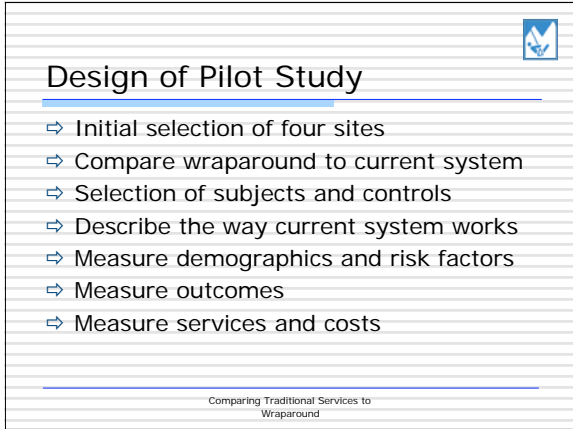 Design of Pilot Study
⇨ Initial selection of four sites
⇨ Compare wraparound to current system
⇨ Selection of subjects and controls
⇨ Describe the way current system works
⇨ Measure demographics and risk factors
⇨ Measure outcomes
⇨ Measure services and costs
Comparing Traditional Services to
Wraparound